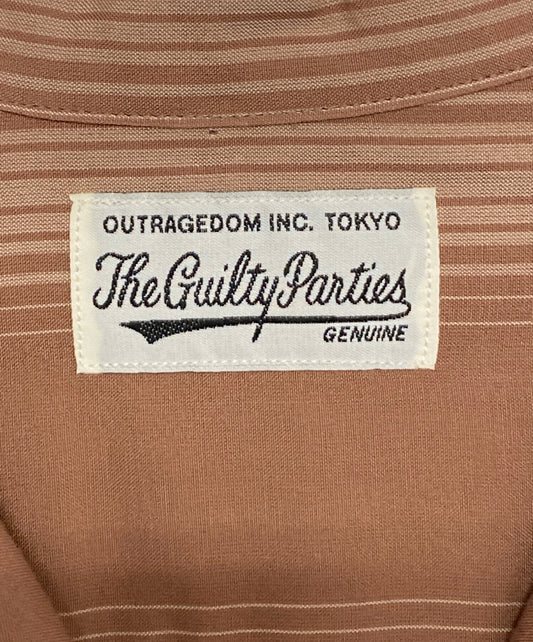 OUTRAGEDOM INC. TOKYO
The Guilty Parties
GENUINE